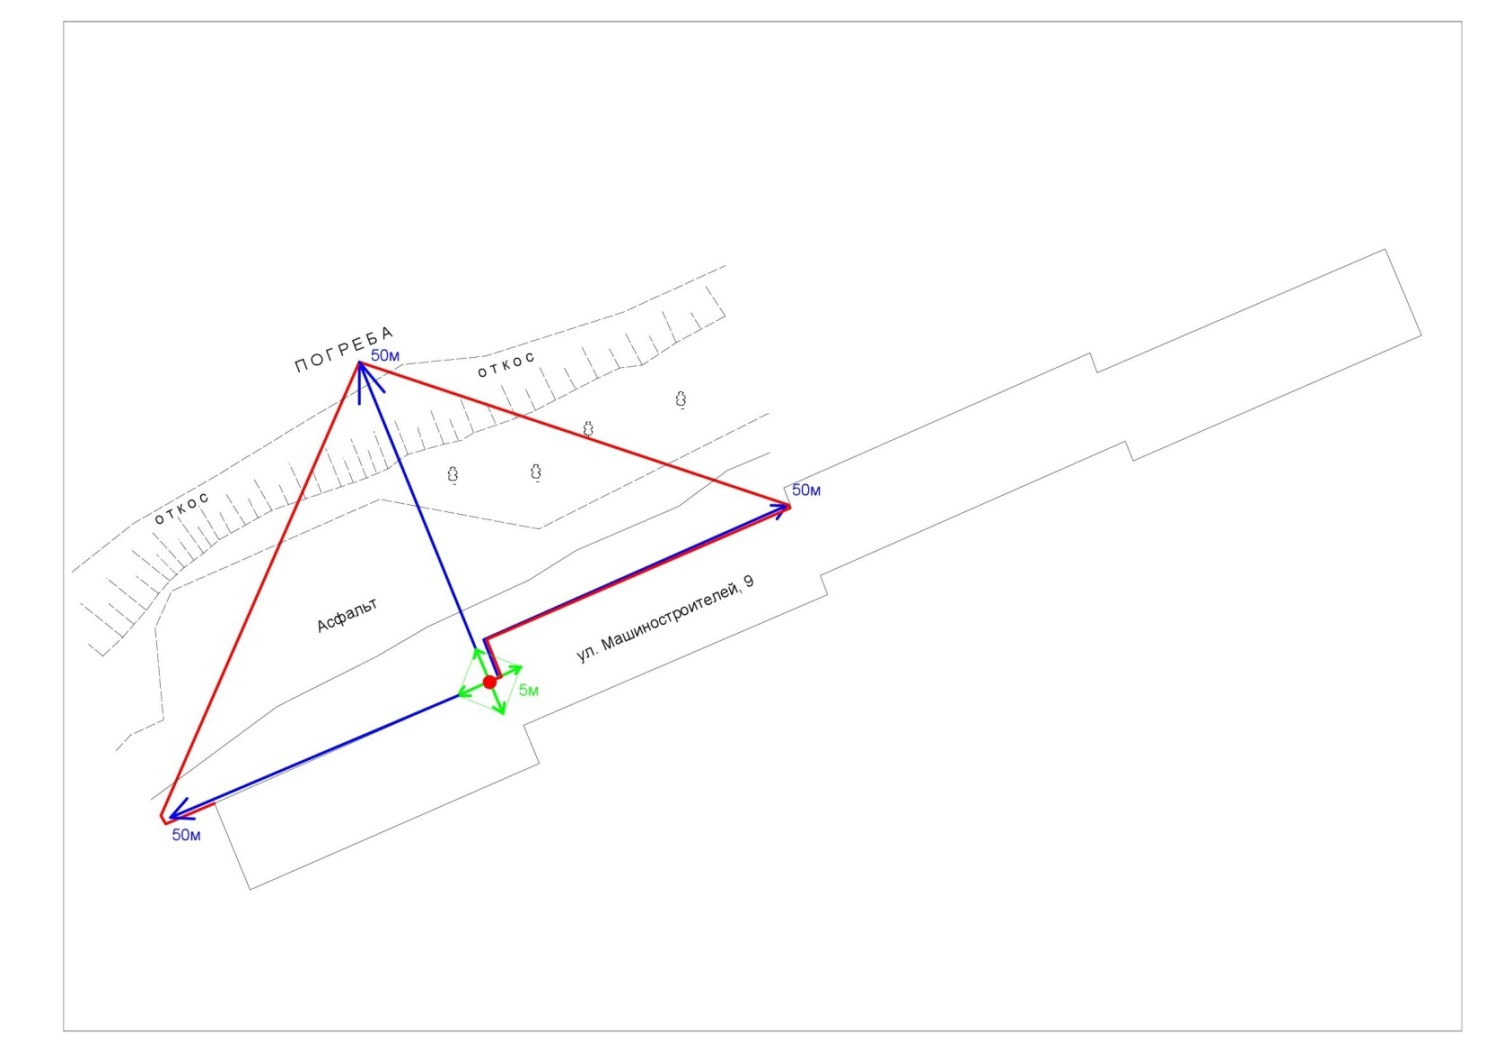 ПОГРЕБА
50м
откос
откос
50м
Асфальт
ул. Машиностроителей, 9
5м
50м